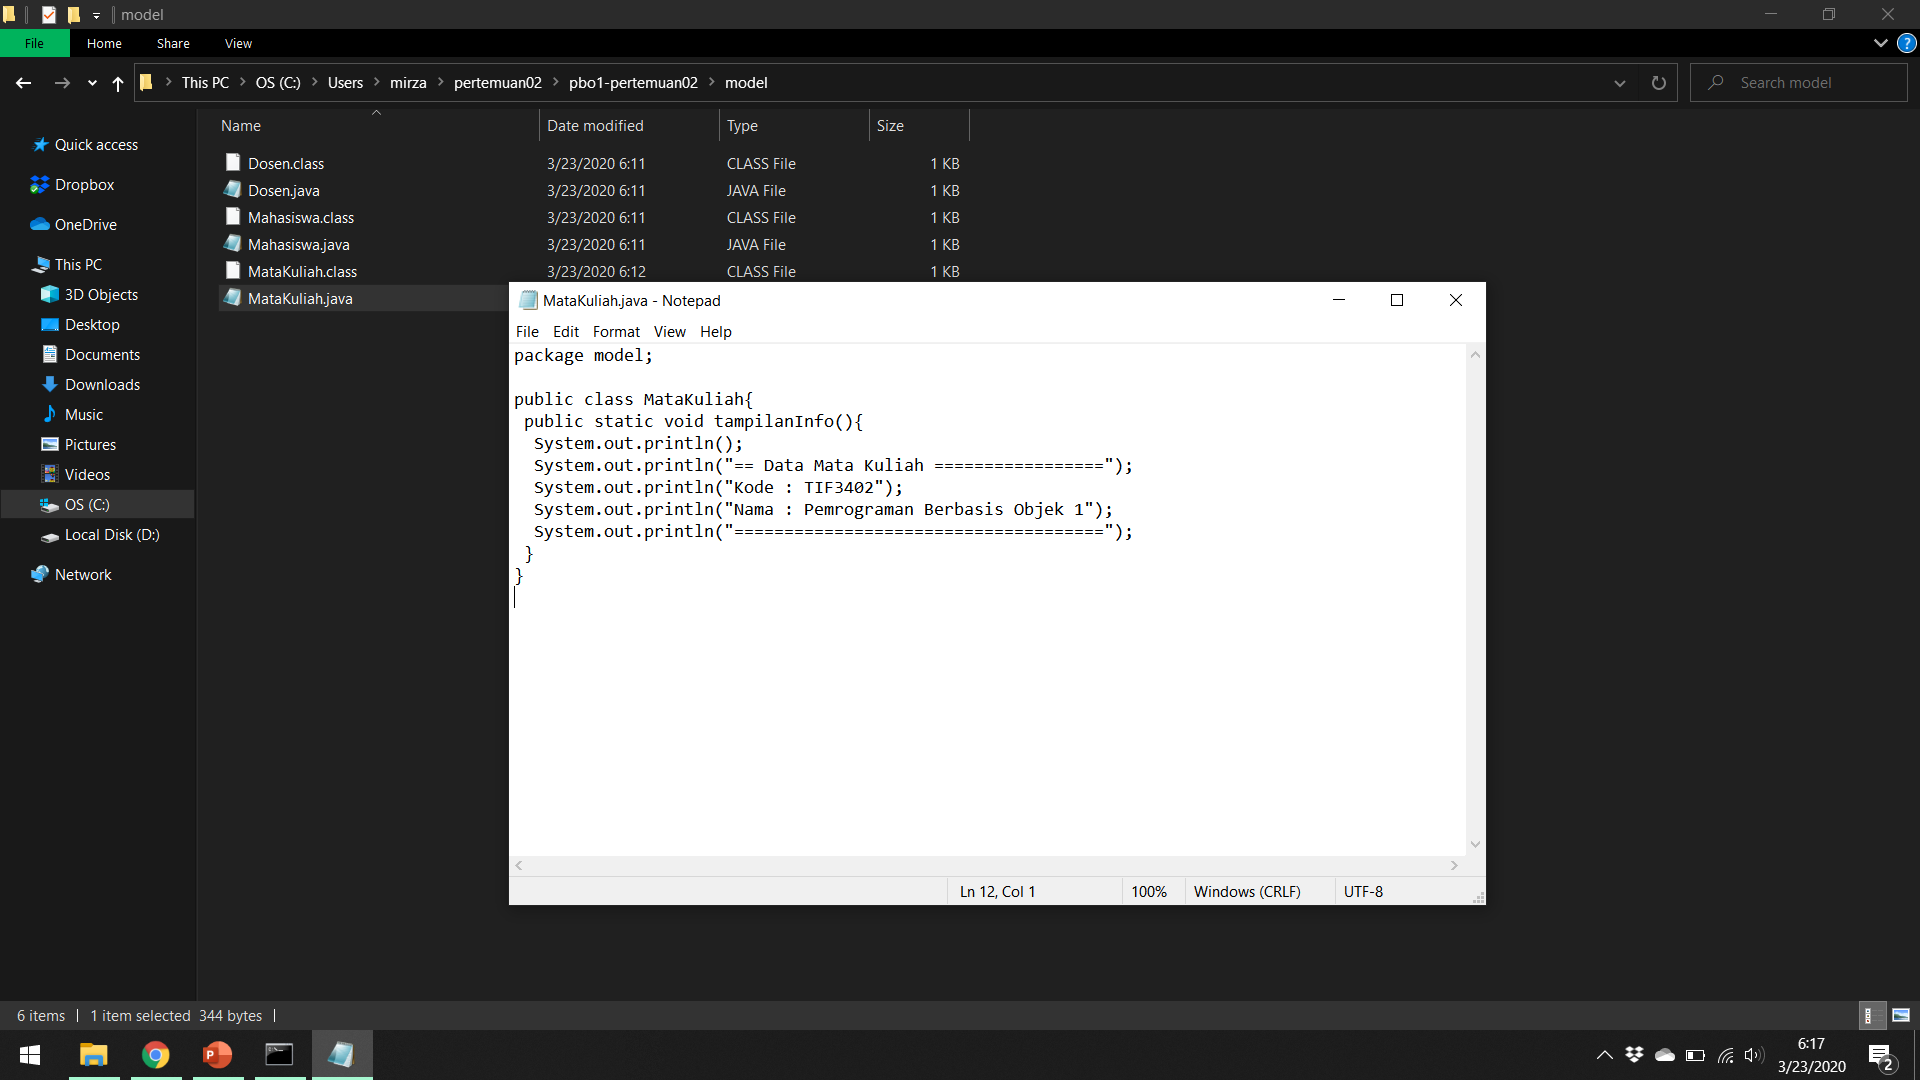 model
File Home Share View
This PC OS (C:) Users mirza pertemuan02 pbo1-pertemuan02 model
Search model
Name Date modified Type Size
Quick access
Dropbox
OneDrive
This PC
3D Objects
Desktop
Documents
Downloads
Music
Pictures
Videos
OS (C:)
Local Disk (D:)
Network
Dosen.class 3/23/2020 6:11 CLASS File 1 KB
Dosen.java 3/23/2020 6:11 JAVA File 1 KB
Mahasiswa.class 3/23/2020 6:11 CLASS File 1 KB
Mahasiswa.java 3/23/2020 6:11 JAVA File 1 KB
MataKuliah.class 3/23/2020 6:12 CLASS File 1 KB
MataKuliah.java
MataKuliah.java - Notepad
File Edit Format View Help
package model;
public class MataKuliah{
 public static void tampilanInfo(){
  System.out.println();
  System.out.println("== Data Mata Kuliah =================");
  System.out.println("Kode : TIF3402");
  System.out.println("Nama : Pemrograman Berbasis Objek 1");
  System.out.println("=====================================");
 }
}
Ln 12, Col 1 100% Windows (CRLF) UTF-8
6 items 1 item selected 344 bytes
6:17
3/23/2020
2